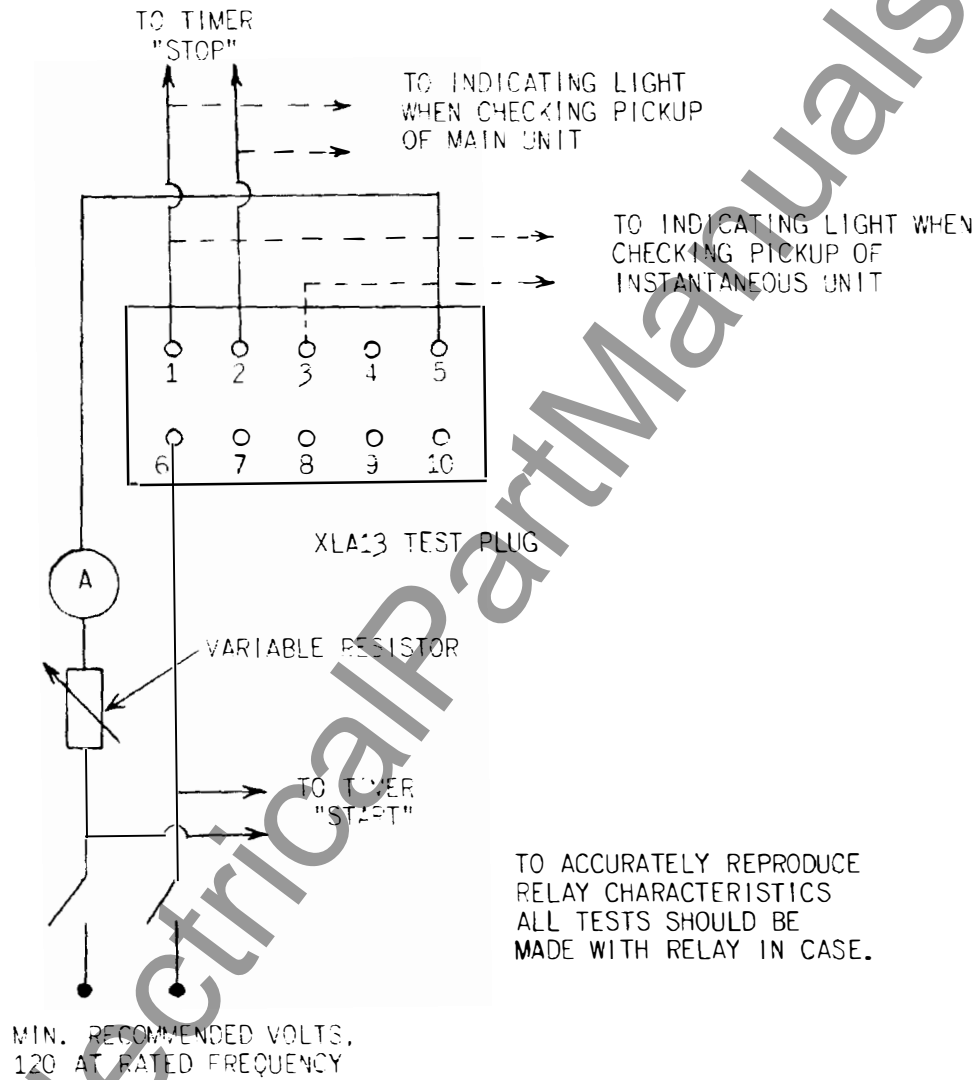 TO TIMER
"STOP"
TO INDICATING LIGHT
WHEN CHECKING PICKUP
OF MAIN UNIT
TO INDICATING LIGHT WHEN
CHECKING PICKUP OF
INSTANTANEOUS UNIT
1 2 3 4 5
6 7 8 9 10
XLA13 TEST PLUG
A
VARIABLE RESISTOR
TO TIMER
"START"
TO ACCURATELY REPRODUCE
RELAY CHARACTERISTICS
ALL TESTS SHOULD BE
MADE WITH RELAY IN CASE.
MIN. RECOMMENDED VOLTS,
120 AT RATED FREQUENCY
ElectricalPartManuals